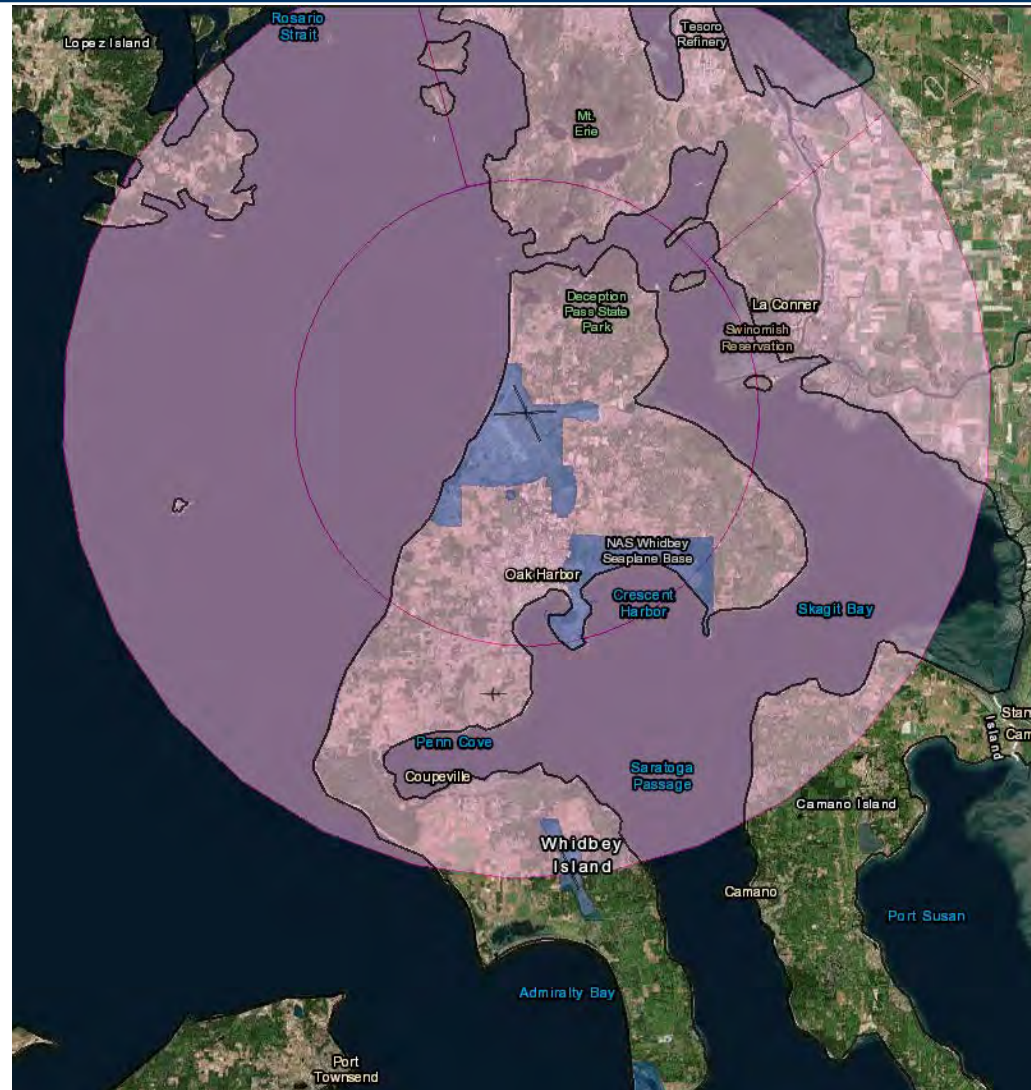 Rosario
Strait
Lopez Island
Tesoro
Refinery
Mt.
Erie
Deception
Pass State
Park
La Conner
Swinomish
Reservation
NAS Whidbey
Seaplane Base
Oak Harbor
Crescent
Harbor
Skagit Bay
Penn Cove
Coupeville
Saratoga
Passage
Island
Camano Island
Whidbey
Island
Camano
Port Susan
Admiralty Bay
Port
Townsend